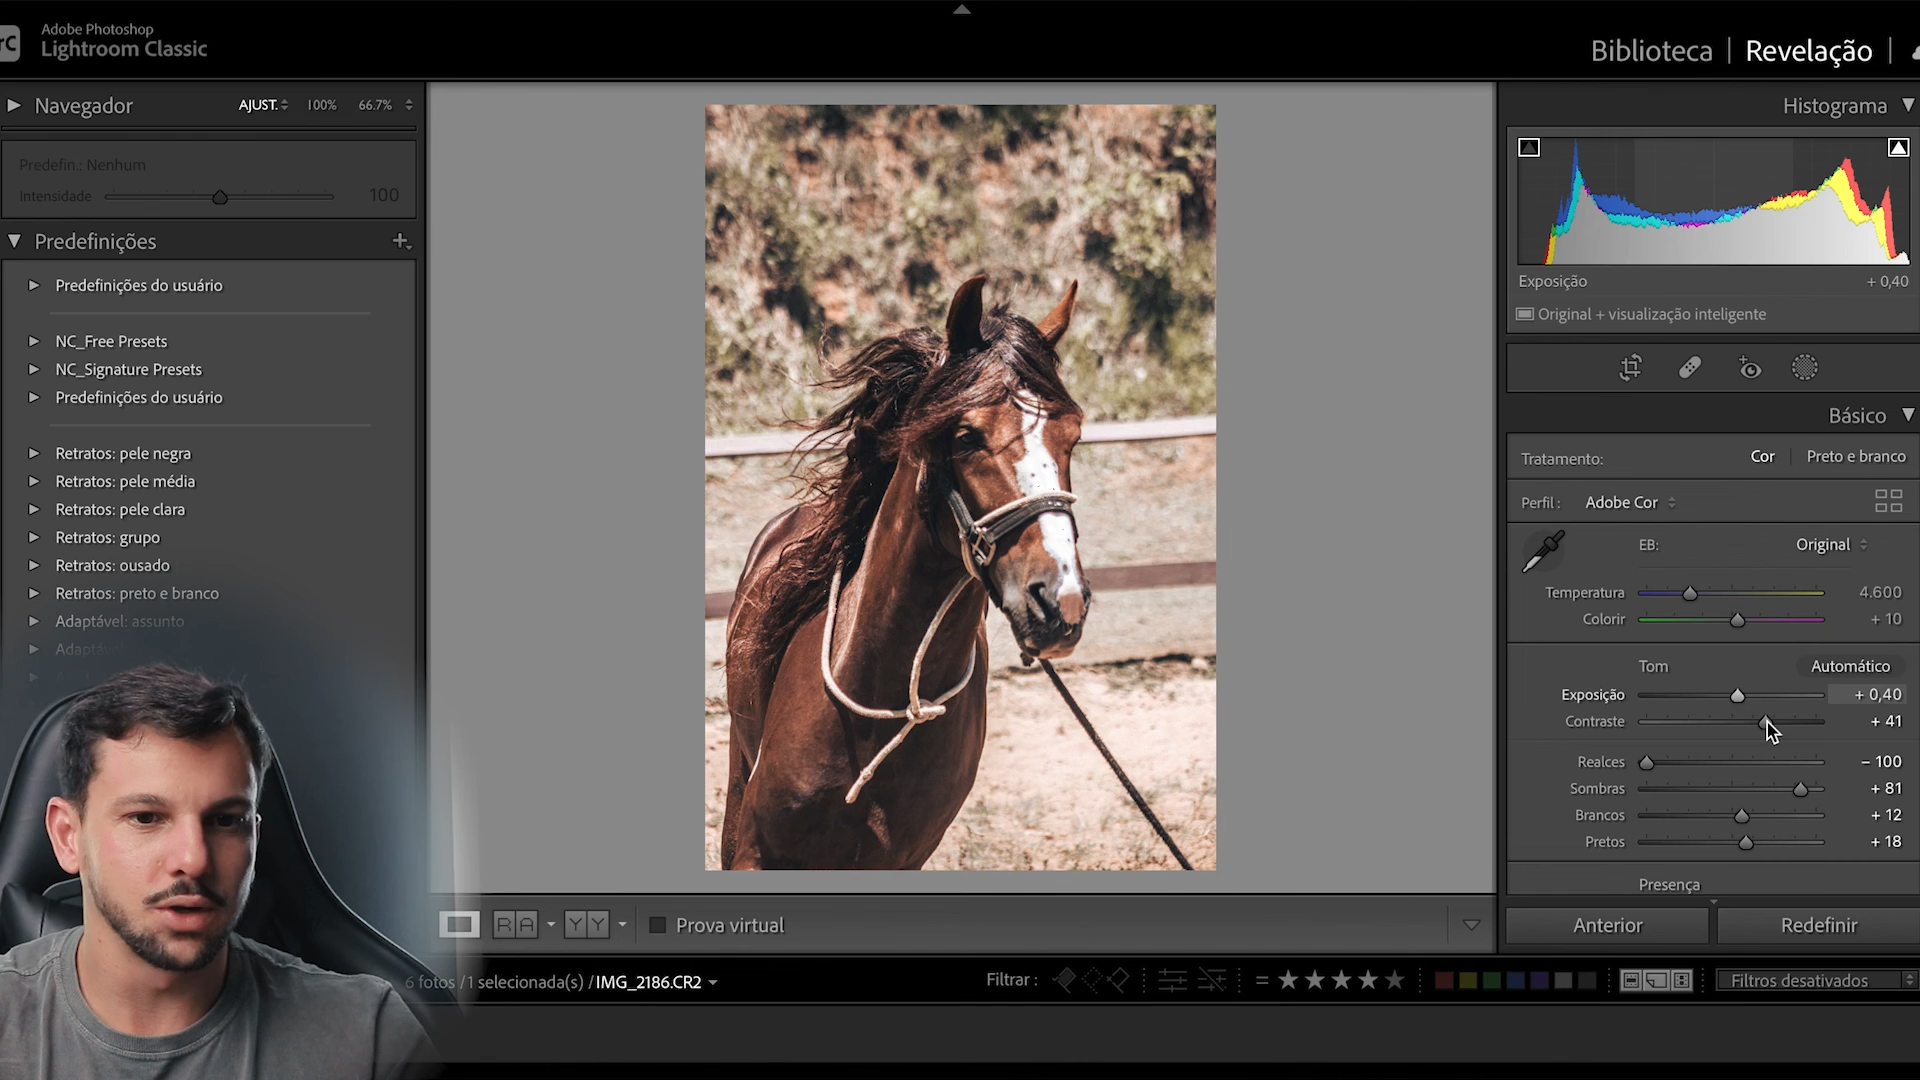 rC
Adobe Photoshop
Lightroom Classic
Biblioteca | Revelação |
Navegador AJUST. 100% 66.7%
Predefin.: Nenhum
Intensidade 100
Predefinições +
Predefinições do usuário
NC_Free Presets
NC_Signature Presets
Predefinições do usuário
Retratos: pele negra
Retratos: pele média
Retratos: pele clara
Retratos: grupo
Retratos: ousado
Retratos: preto e branco
Adaptável: assunto
Histograma
Exposição + 0,40
Original + visualização inteligente
Básico
Tratamento: Cor | Preto e branco
Perfil : Adobe Cor
EB: Original
Temperatura 4.600
Colorir + 10
Tom Automático
Exposição + 0,40
Contraste + 41
Realces − 100
Sombras + 81
Brancos + 12
Pretos + 18
Presença
Anterior Redefinir
R A Y Y Prova virtual
6 fotos /1 selecionada(s) /IMG_2186.CR2
Filtrar : = ★★★★★ Filtros desativados